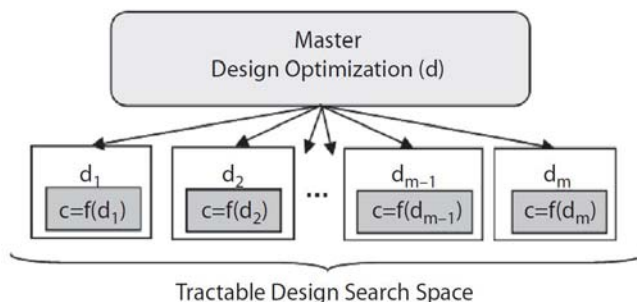 Master
Design Optimization (d)
d₁ d₂ ... dₘ₋₁ dₘ
c=f(d₁) c=f(d₂) c=f(dₘ₋₁) c=f(dₘ)
Tractable Design Search Space